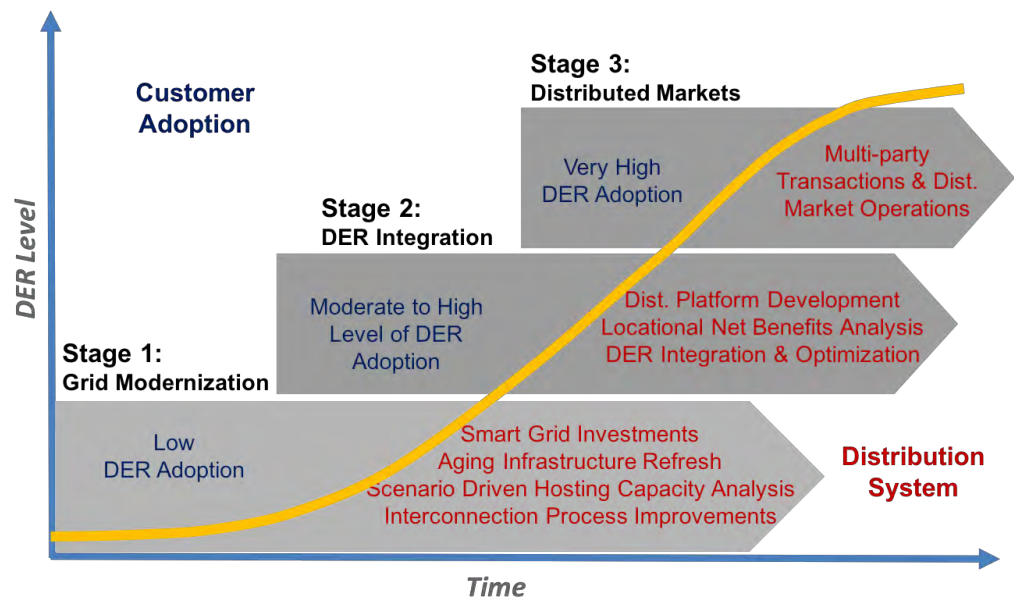 Customer
Adoption
Stage 3:
Distributed Markets
Very High
DER Adoption
Multi-party
Transactions & Dist.
Market Operations
Stage 2:
DER Integration
Moderate to High
Level of DER
Adoption
Dist. Platform Development
Locational Net Benefits Analysis
DER Integration & Optimization
Stage 1:
Grid Modernization
Low
DER Adoption
Smart Grid Investments
Aging Infrastructure Refresh
Scenario Driven Hosting Capacity Analysis
Interconnection Process Improvements
Distribution
System
DER Level
Time